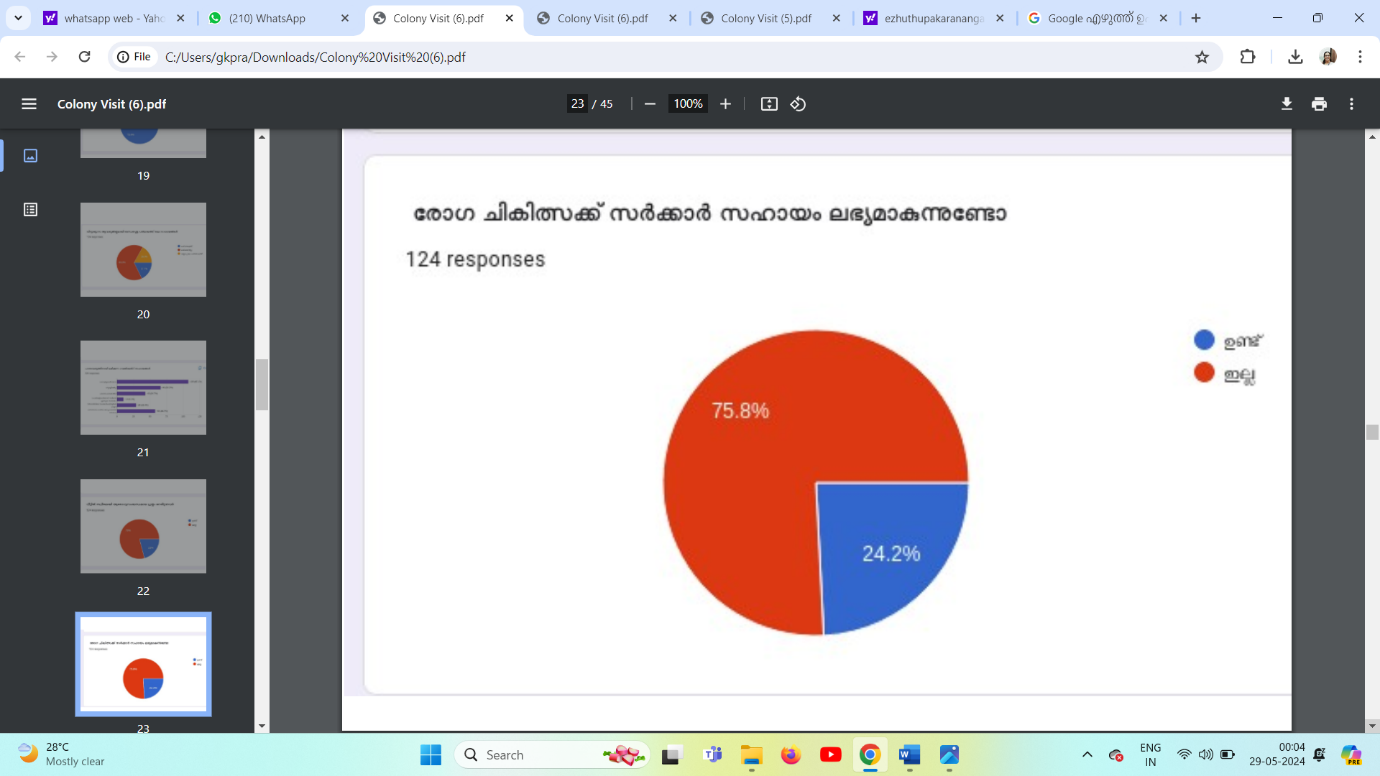 whatsapp web - Yaho
(210) WhatsApp
Colony Visit (6).pdf
Colony Visit (6).pdf
Colony Visit (5).pdf
ezhuthupakarananga
Google എഴുത്ത് ഉ
File
C:/Users/gkpra/Downloads/Colony%20Visit%20(6).pdf
Colony Visit (6).pdf
23 / 45
100%
19
20
21
22
23
രോഗ ചികിത്സക്ക് സർക്കാർ സഹായം ലഭ്യമാകുന്നുണ്ടോ
124 responses
ഉണ്ട്
ഇല്ല
75.8%
24.2%
28°C
Mostly clear
Search
ENG
IN
00:04
29-05-2024
PRE